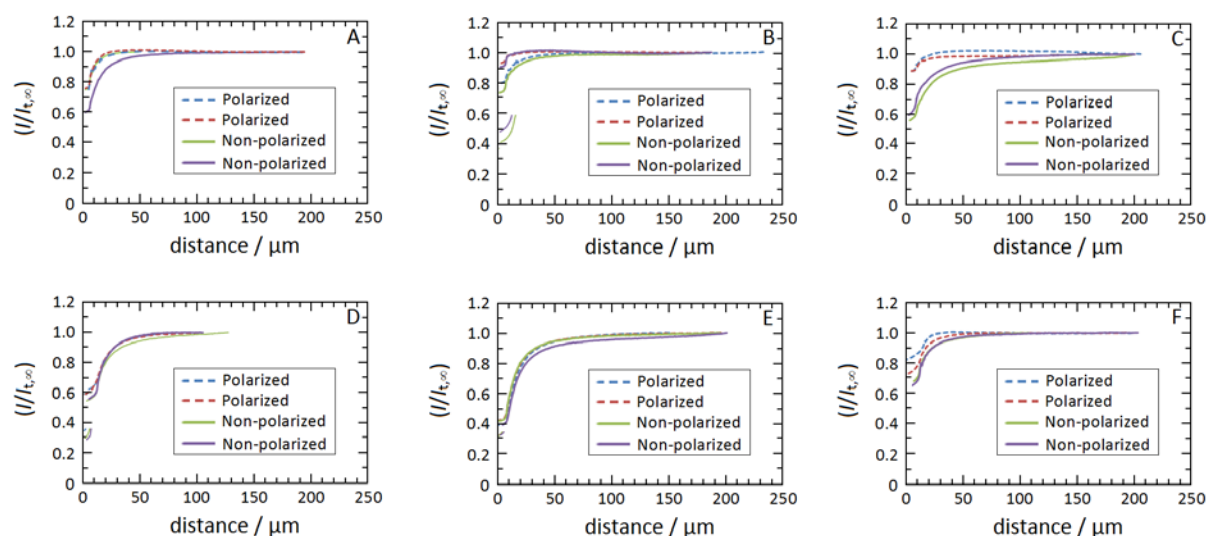 1.2
1.0
0.8
0.6
0.4
0.2
0
(I/It,∞)
A
Polarized
Polarized
Non-polarized
Non-polarized
0 50 100 150 200 250
distance / µm
1.2
1.0
0.8
0.6
0.4
0.2
0
(I/It,∞)
B
Polarized
Polarized
Non-polarized
Non-polarized
0 50 100 150 200 250
distance / µm
1.2
1.0
0.8
0.6
0.4
0.2
0
(I/It,∞)
C
Polarized
Polarized
Non-polarized
Non-polarized
0 50 100 150 200 250
distance / µm
1.2
1.0
0.8
0.6
0.4
0.2
0
(I/It,∞)
D
Polarized
Polarized
Non-polarized
Non-polarized
0 50 100 150 200 250
distance / µm
1.2
1.0
0.8
0.6
0.4
0.2
0
(I/It,∞)
E
Polarized
Polarized
Non-polarized
Non-polarized
0 50 100 150 200 250
distance / µm
1.2
1.0
0.8
0.6
0.4
0.2
0
(I/It,∞)
F
Polarized
Polarized
Non-polarized
Non-polarized
0 50 100 150 200 250
distance / µm